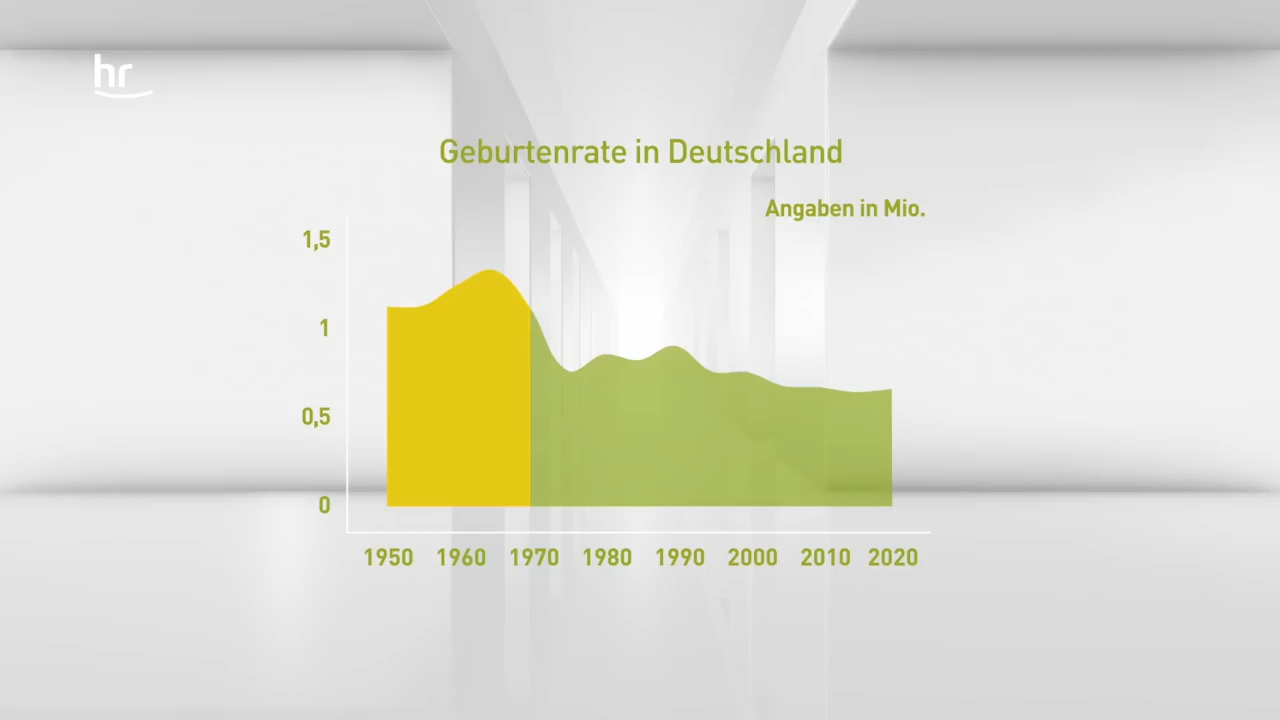 hr
Geburtenrate in Deutschland
Angaben in Mio.
1,5
1
0,5
0
1950 1960 1970 1980 1990 2000 2010 2020